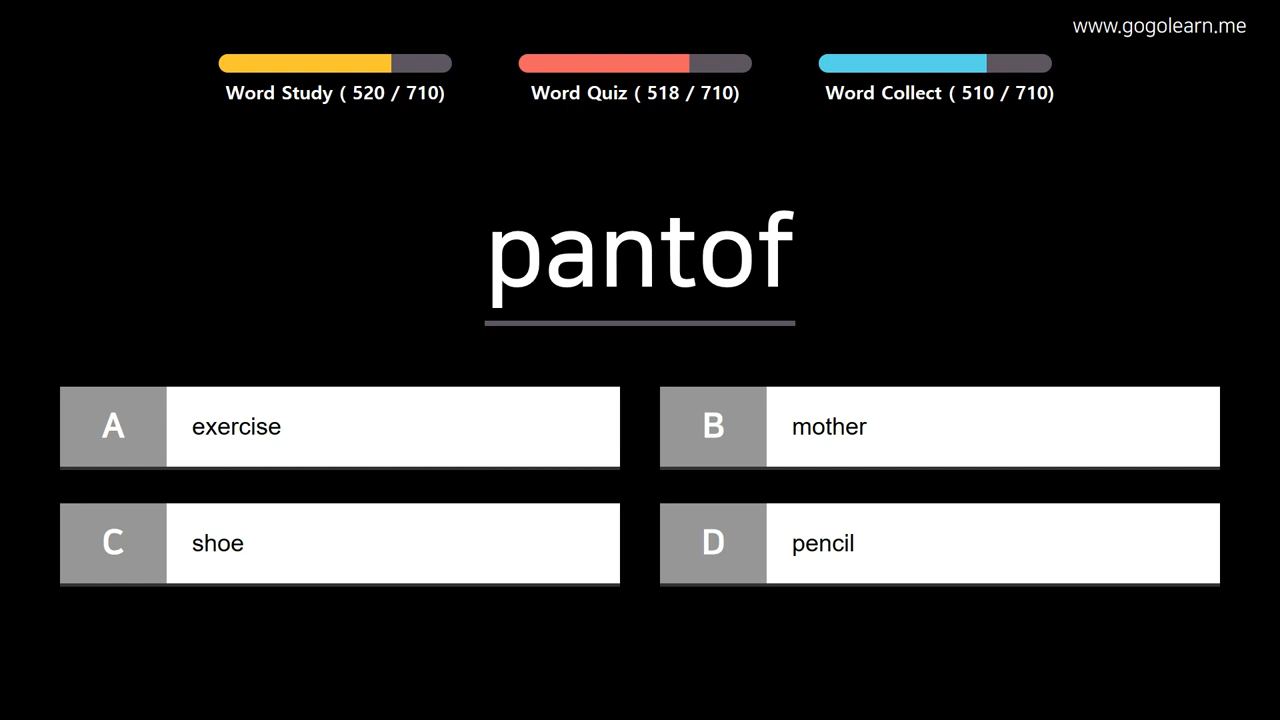 www.gogolearn.me
Word Study ( 520 / 710)
Word Quiz ( 518 / 710)
Word Collect ( 510 / 710)
pantof
A exercise
B mother
C shoe
D pencil